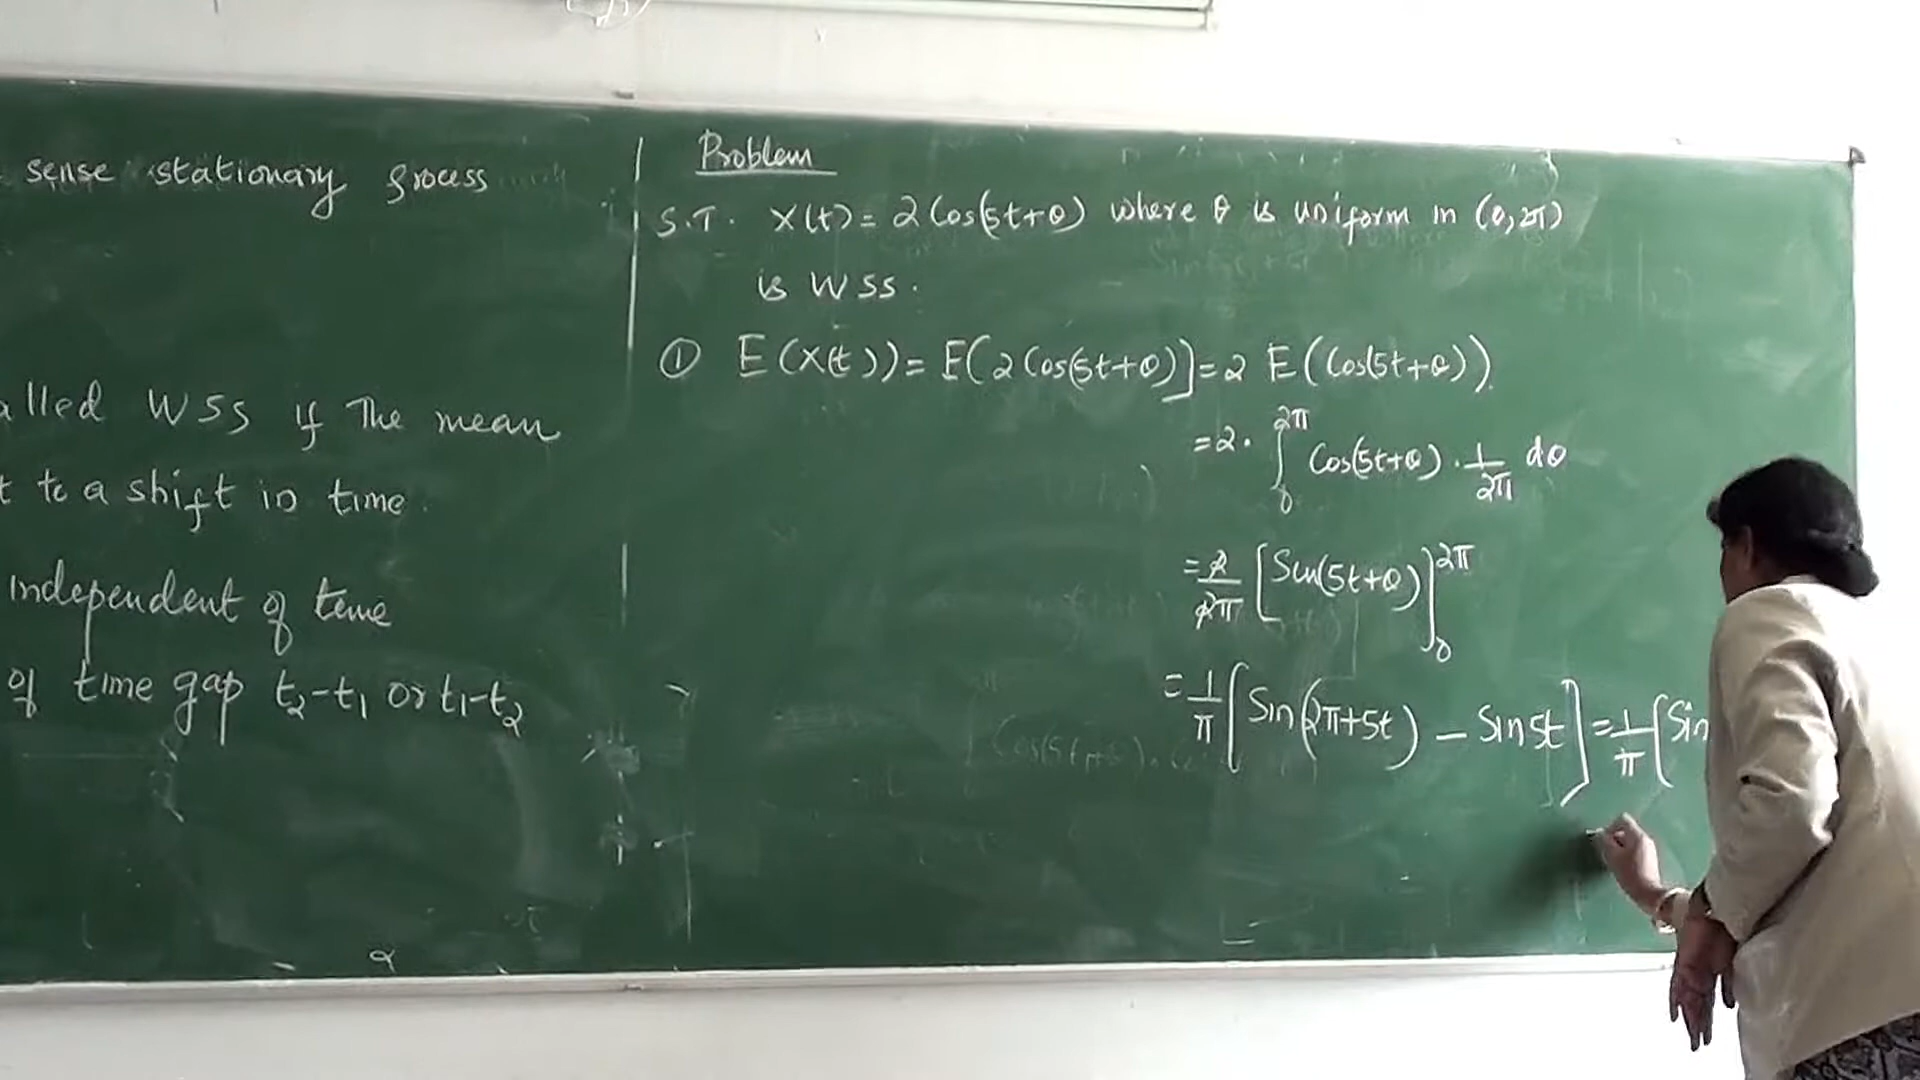 sense stationary process
alled WSS if The mean
t to a shift in time.
independent of time
of time gap t₂-t₁ or t₁-t₂
Problem
S.T. X(t) = 2 Cos(5t+θ) where θ is uniform in (0, 2π)
is WSS.
① E(X(t)) = E(2 Cos(5t+θ)] = 2 E(Cos(5t+θ)).
= 2 · ∫₀^2π Cos(5t+θ) · 1/2π dθ
= 2/2π [Sin(5t+θ)]₀^2π
= 1/π [Sin(2π+5t) - Sin5t] = 1/π [Sin